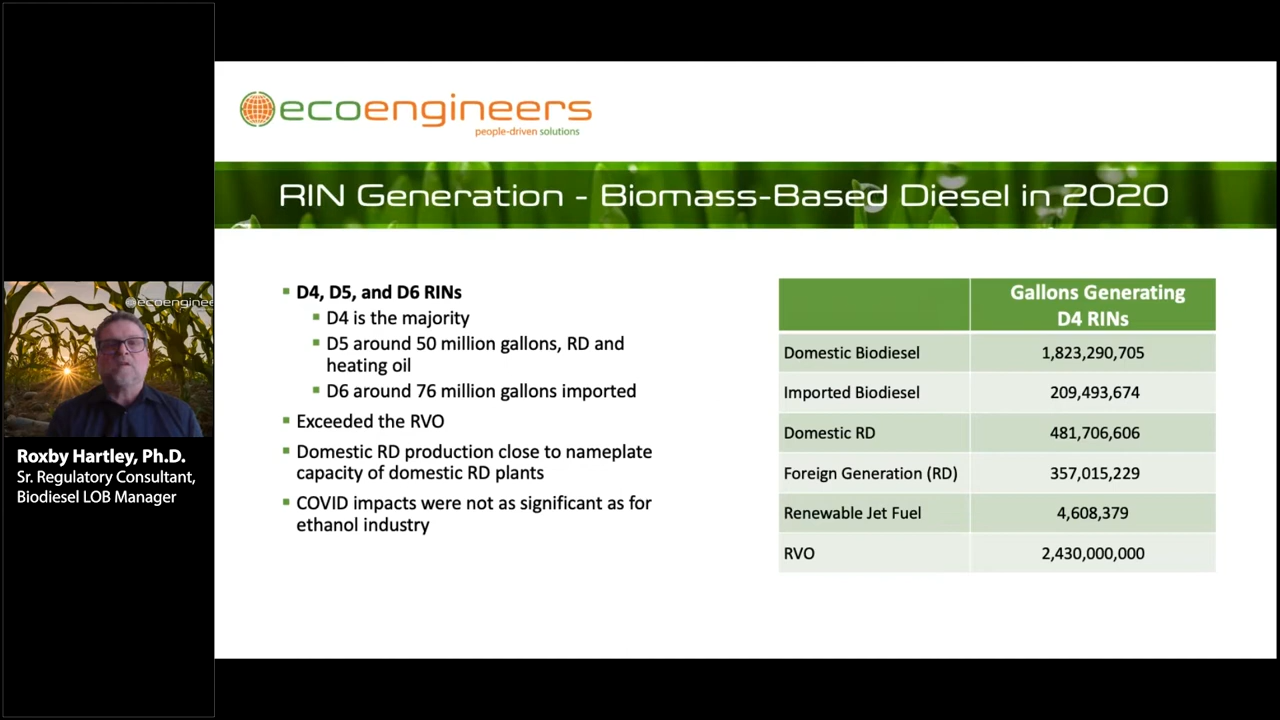 ecoengineers
people-driven solutions
RIN Generation - Biomass-Based Diesel in 2020
D4, D5, and D6 RINs
D4 is the majority
D5 around 50 million gallons, RD and
heating oil
D6 around 76 million gallons imported
Exceeded the RVO
Domestic RD production close to nameplate
capacity of domestic RD plants
COVID impacts were not as significant as for
ethanol industry
Gallons Generating
D4 RINs
Domestic Biodiesel 1,823,290,705
Imported Biodiesel 209,493,674
Domestic RD 481,706,606
Foreign Generation (RD) 357,015,229
Renewable Jet Fuel 4,608,379
RVO 2,430,000,000
ecoenginee
Roxby Hartley, Ph.D.
Sr. Regulatory Consultant,
Biodiesel LOB Manager